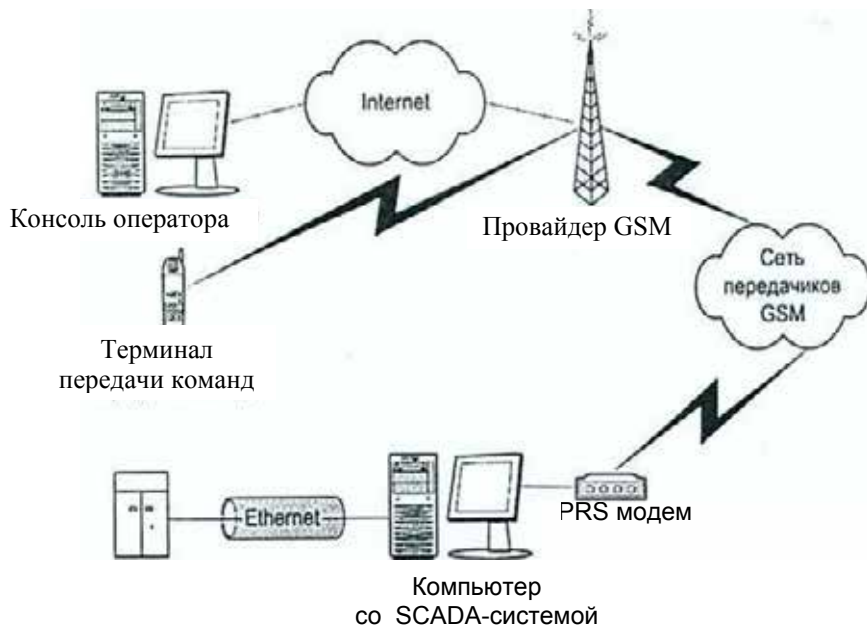 Internet
Консоль оператора
Провайдер GSM
Сеть
передачиков
GSM
Терминал
передачи команд
Ethernet
PRS модем
Компьютер
со SCADA-системой